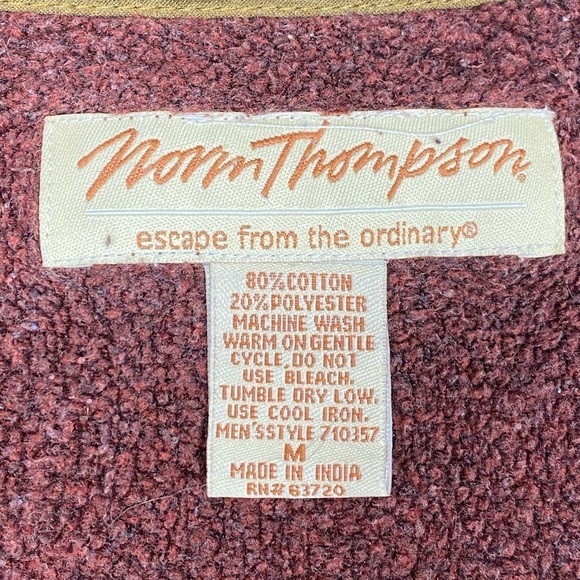 Norm Thompson®
escape from the ordinary®
80% COTTON
20% POLYESTER
MACHINE WASH
WARM ON GENTLE
CYCLE, DO NOT
USE BLEACH.
TUMBLE DRY LOW.
USE COOL IRON.
MEN'S STYLE 710357
M
MADE IN INDIA
RN# 63720